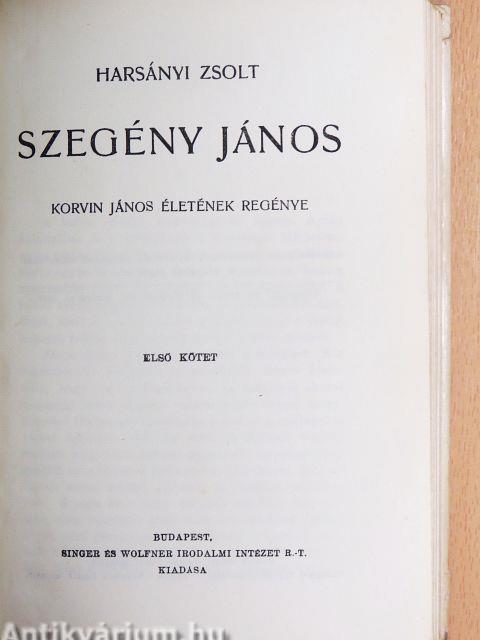 HARSÁNYI ZSOLT
SZEGÉNY JÁNOS
KORVIN JÁNOS ÉLETÉNEK REGÉNYE
ELSŐ KÖTET
BUDAPEST,
SINGER ÉS WOLFNER IRODALMI INTÉZET R.-T.
KIADÁSA
Antikvárium.hu